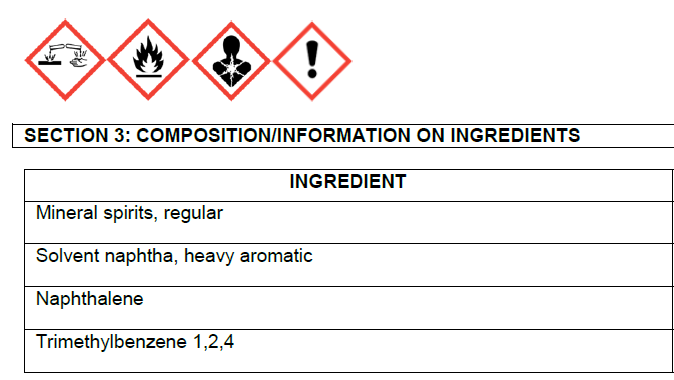 SECTION 3: COMPOSITION/INFORMATION ON INGREDIENTS
INGREDIENT
Mineral spirits, regular
Solvent naphtha, heavy aromatic
Naphthalene
Trimethylbenzene 1,2,4